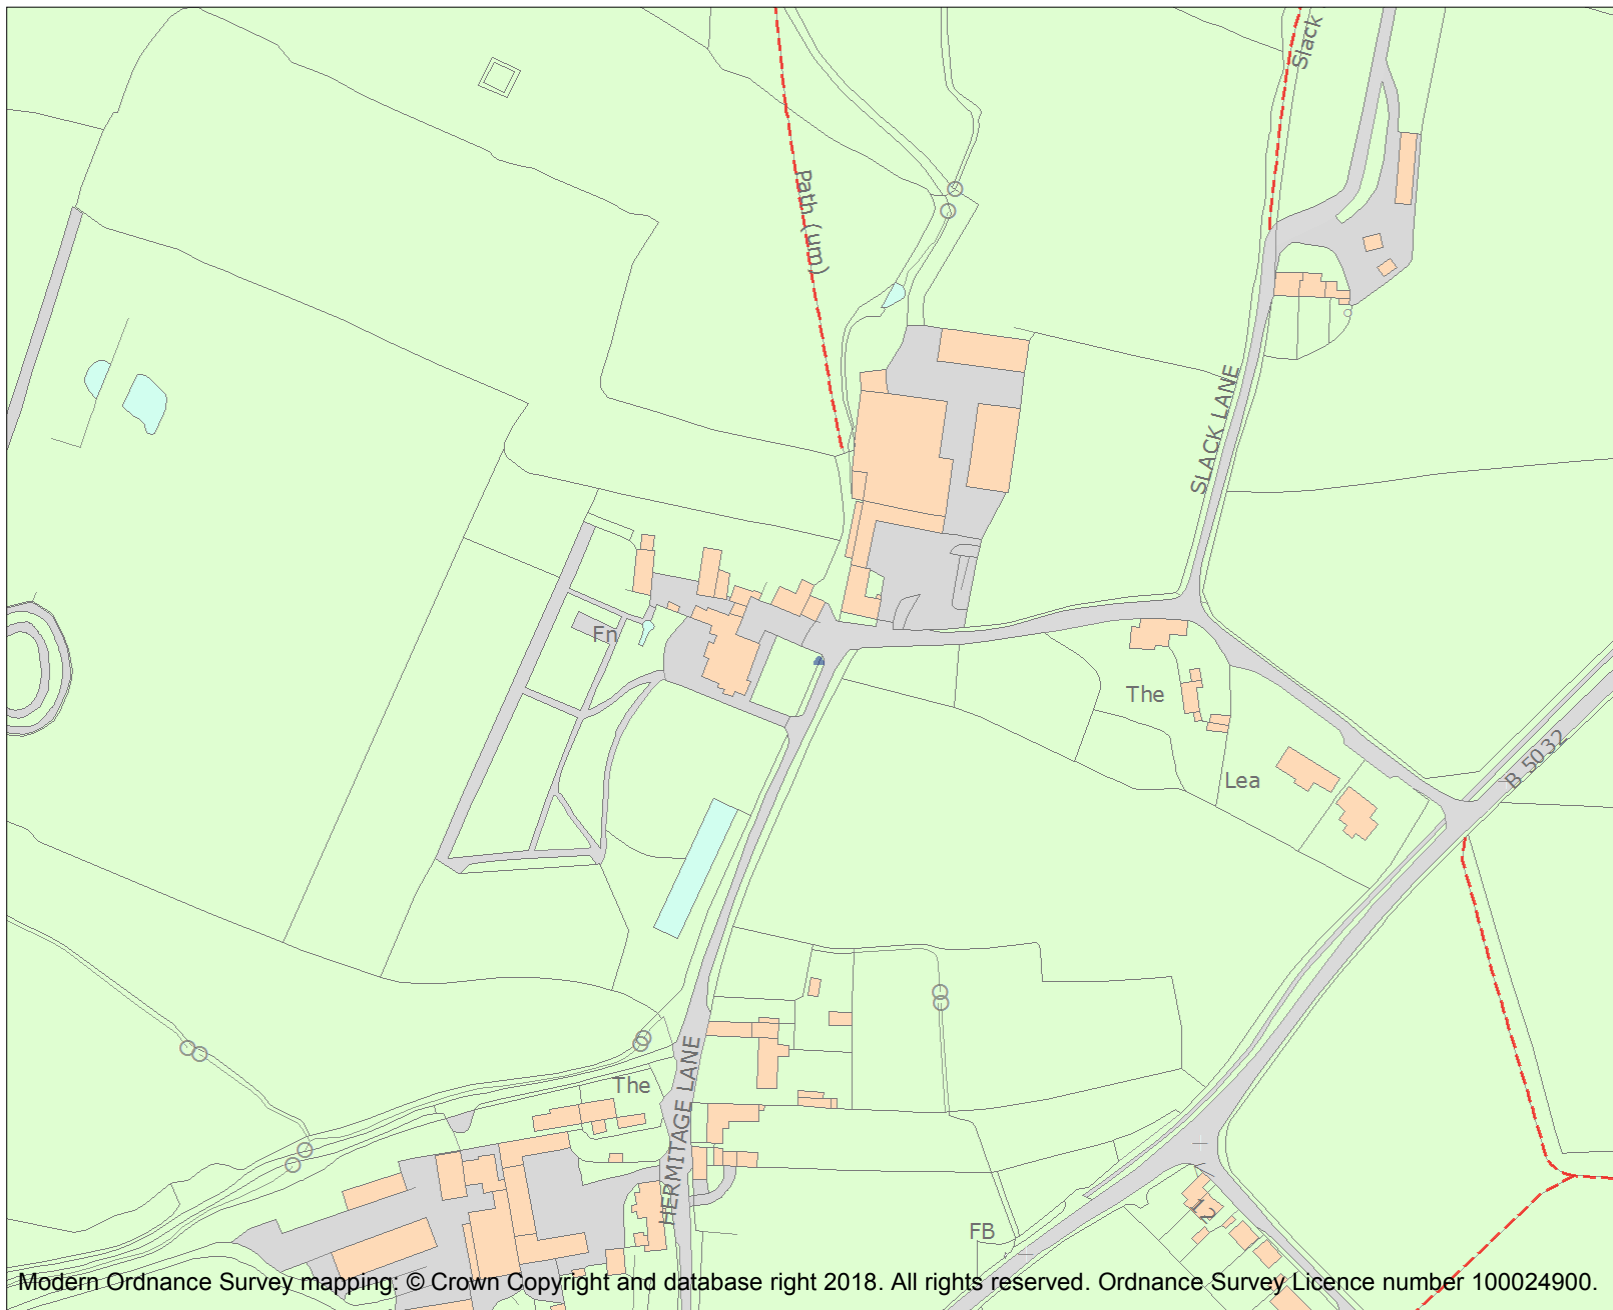 Slack
Path (um)
SLACK LANE
Fn
The
B 5032
Lea
HERMITAGE LANE
The
12
FB
Modern Ordnance Survey mapping: © Crown Copyright and database right 2018. All rights reserved. Ordnance Survey Licence number 100024900.